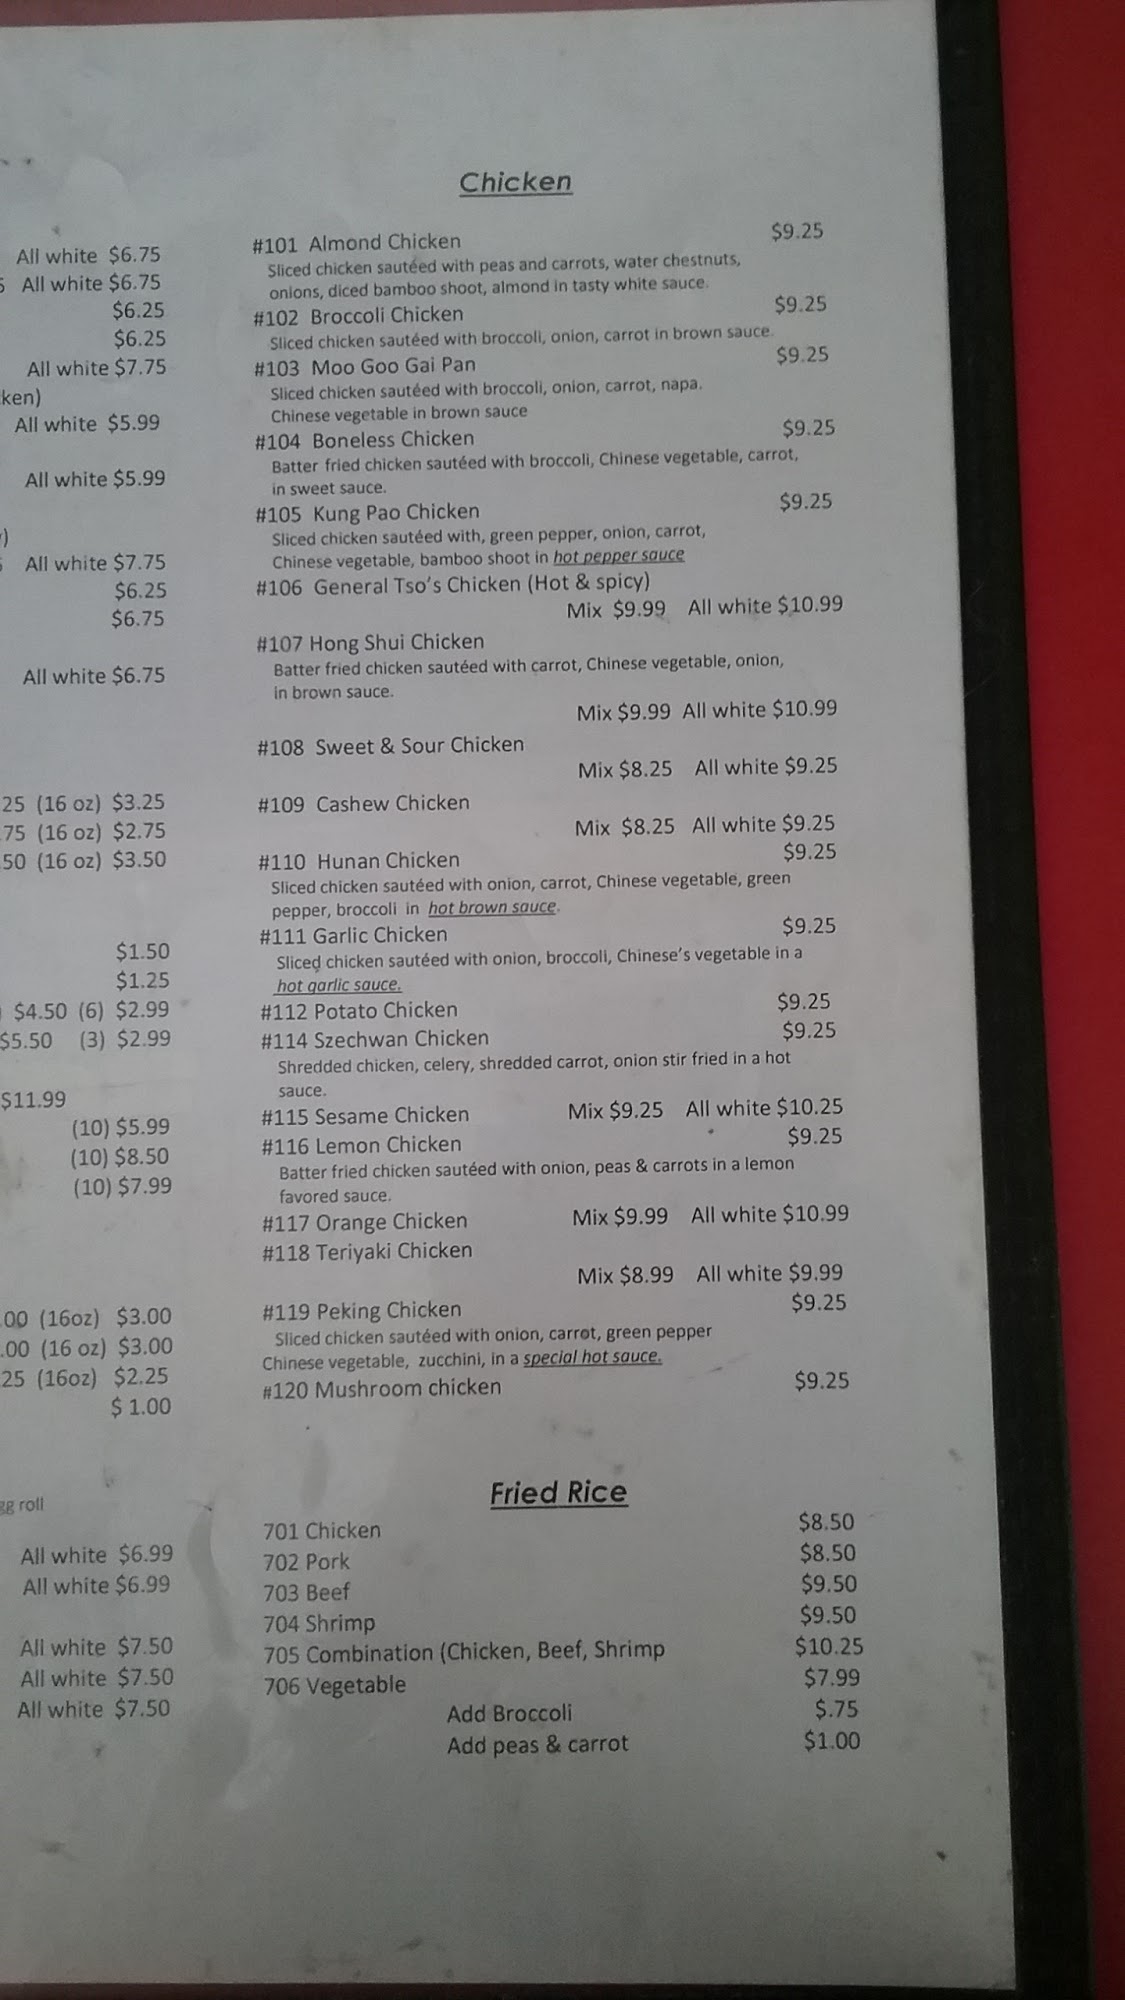 All white $6.75
All white $6.75
$6.25
$6.25
All white $7.75
ken)
All white $5.99
All white $5.99
)
All white $7.75
$6.25
$6.75
All white $6.75
25 (16 oz) $3.25
75 (16 oz) $2.75
50 (16 oz) $3.50
$1.50
$1.25
$4.50 (6) $2.99
$5.50 (3) $2.99
$11.99
(10) $5.99
(10) $8.50
(10) $7.99
.00 (16oz) $3.00
.00 (16 oz) $3.00
25 (16oz) $2.25
$ 1.00
gg roll
All white $6.99
All white $6.99
All white $7.50
All white $7.50
All white $7.50
Chicken
#101 Almond Chicken $9.25
Sliced chicken sautéed with peas and carrots, water chestnuts,
onions, diced bamboo shoot, almond in tasty white sauce.
#102 Broccoli Chicken $9.25
Sliced chicken sautéed with broccoli, onion, carrot in brown sauce.
#103 Moo Goo Gai Pan $9.25
Sliced chicken sautéed with broccoli, onion, carrot, napa.
Chinese vegetable in brown sauce
#104 Boneless Chicken $9.25
Batter fried chicken sautéed with broccoli, Chinese vegetable, carrot,
in sweet sauce.
#105 Kung Pao Chicken $9.25
Sliced chicken sautéed with, green pepper, onion, carrot,
Chinese vegetable, bamboo shoot in hot pepper sauce
#106 General Tso's Chicken (Hot & spicy)
Mix $9.99 All white $10.99
#107 Hong Shui Chicken
Batter fried chicken sautéed with carrot, Chinese vegetable, onion,
in brown sauce.
Mix $9.99 All white $10.99
#108 Sweet & Sour Chicken
Mix $8.25 All white $9.25
#109 Cashew Chicken
Mix $8.25 All white $9.25
#110 Hunan Chicken $9.25
Sliced chicken sautéed with onion, carrot, Chinese vegetable, green
pepper, broccoli in hot brown sauce.
#111 Garlic Chicken $9.25
Sliced chicken sautéed with onion, broccoli, Chinese's vegetable in a
hot garlic sauce.
#112 Potato Chicken $9.25
#114 Szechwan Chicken $9.25
Shredded chicken, celery, shredded carrot, onion stir fried in a hot
sauce.
#115 Sesame Chicken Mix $9.25 All white $10.25
#116 Lemon Chicken $9.25
Batter fried chicken sautéed with onion, peas & carrots in a lemon
favored sauce.
#117 Orange Chicken Mix $9.99 All white $10.99
#118 Teriyaki Chicken
Mix $8.99 All white $9.99
#119 Peking Chicken $9.25
Sliced chicken sautéed with onion, carrot, green pepper
Chinese vegetable, zucchini, in a special hot sauce.
#120 Mushroom chicken $9.25
Fried Rice
701 Chicken $8.50
702 Pork $8.50
703 Beef $9.50
704 Shrimp $9.50
705 Combination (Chicken, Beef, Shrimp $10.25
706 Vegetable $7.99
Add Broccoli $.75
Add peas & carrot $1.00